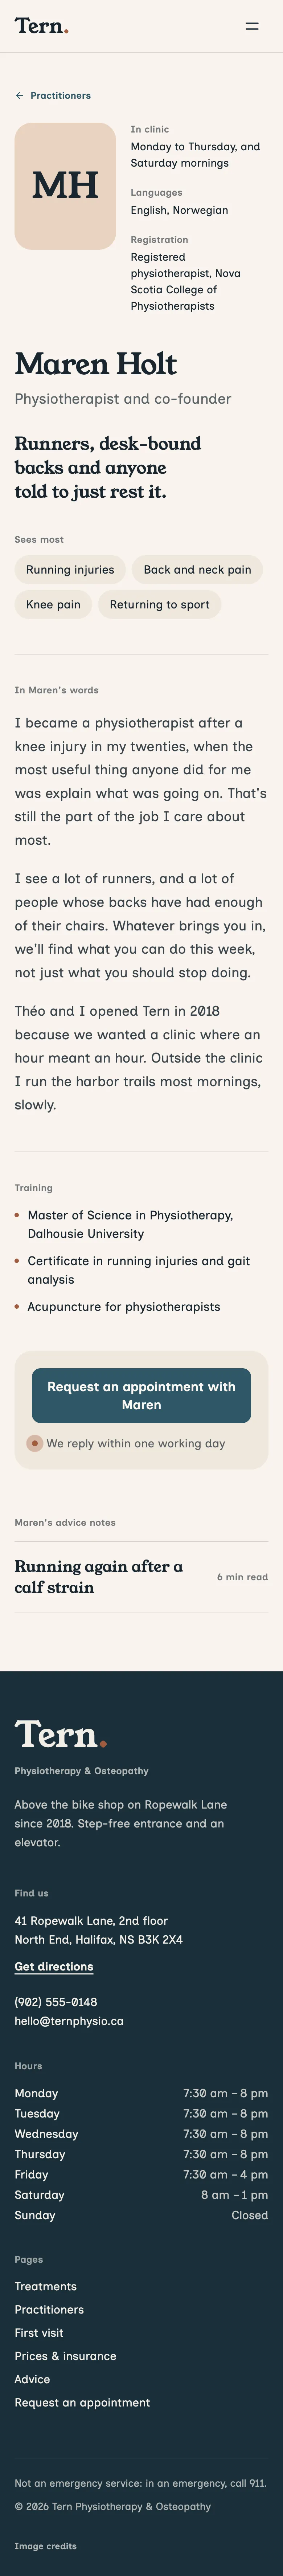 Tern.
← Practitioners
MH
In clinic
Monday to Thursday, and
Saturday mornings
Languages
English, Norwegian
Registration
Registered
physiotherapist, Nova
Scotia College of
Physiotherapists
Maren Holt
Physiotherapist and co-founder
Runners, desk-bound
backs and anyone
told to just rest it.
Sees most
Running injuries
Back and neck pain
Knee pain
Returning to sport
In Maren's words
I became a physiotherapist after a
knee injury in my twenties, when the
most useful thing anyone did for me
was explain what was going on. That's
still the part of the job I care about
most.
I see a lot of runners, and a lot of
people whose backs have had enough
of their chairs. Whatever brings you in,
we'll find what you can do this week,
not just what you should stop doing.
Théo and I opened Tern in 2018
because we wanted a clinic where an
hour meant an hour. Outside the clinic
I run the harbor trails most mornings,
slowly.
Training
Master of Science in Physiotherapy,
Dalhousie University
Certificate in running injuries and gait
analysis
Acupuncture for physiotherapists
Request an appointment with
Maren
We reply within one working day
Maren's advice notes
Running again after a
calf strain
6 min read
Tern.
Physiotherapy & Osteopathy
Above the bike shop on Ropewalk Lane
since 2018. Step-free entrance and an
elevator.
Find us
41 Ropewalk Lane, 2nd floor
North End, Halifax, NS B3K 2X4
Get directions
(902) 555-0148
hello@ternphysio.ca
Hours
Monday 7:30 am – 8 pm
Tuesday 7:30 am – 8 pm
Wednesday 7:30 am – 8 pm
Thursday 7:30 am – 8 pm
Friday 7:30 am – 4 pm
Saturday 8 am – 1 pm
Sunday Closed
Pages
Treatments
Practitioners
First visit
Prices & insurance
Advice
Request an appointment
Not an emergency service: in an emergency, call 911.
© 2026 Tern Physiotherapy & Osteopathy
Image credits